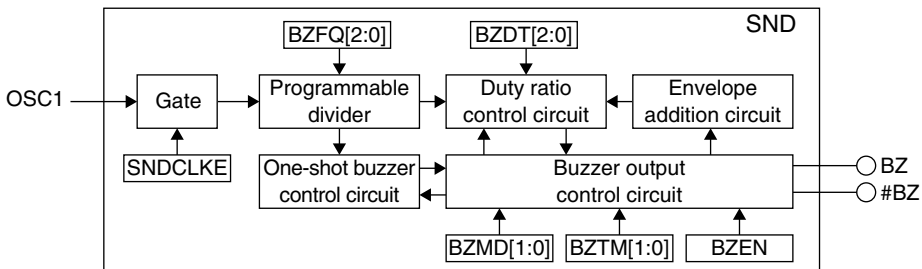 SND
BZFQ[2:0]
BZDT[2:0]
OSC1
Gate
Programmable
divider
Duty ratio
control circuit
Envelope
addition circuit
SNDCLKE
One-shot buzzer
control circuit
Buzzer output
control circuit
BZ
#BZ
BZMD[1:0]
BZTM[1:0]
BZEN